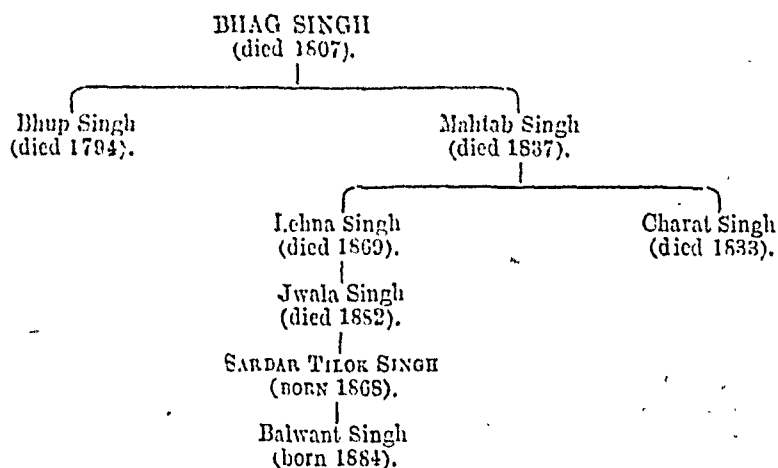 BHAG SINGH
(died 1807).
Bhup Singh
(died 1794).
Mahtab Singh
(died 1837).
Lehna Singh
(died 1869).
Charat Singh
(died 1833).
Jwala Singh
(died 1882).
SARDAR TILOK SINGH
(BORN 1868).
Balwant Singh
(born 1884).